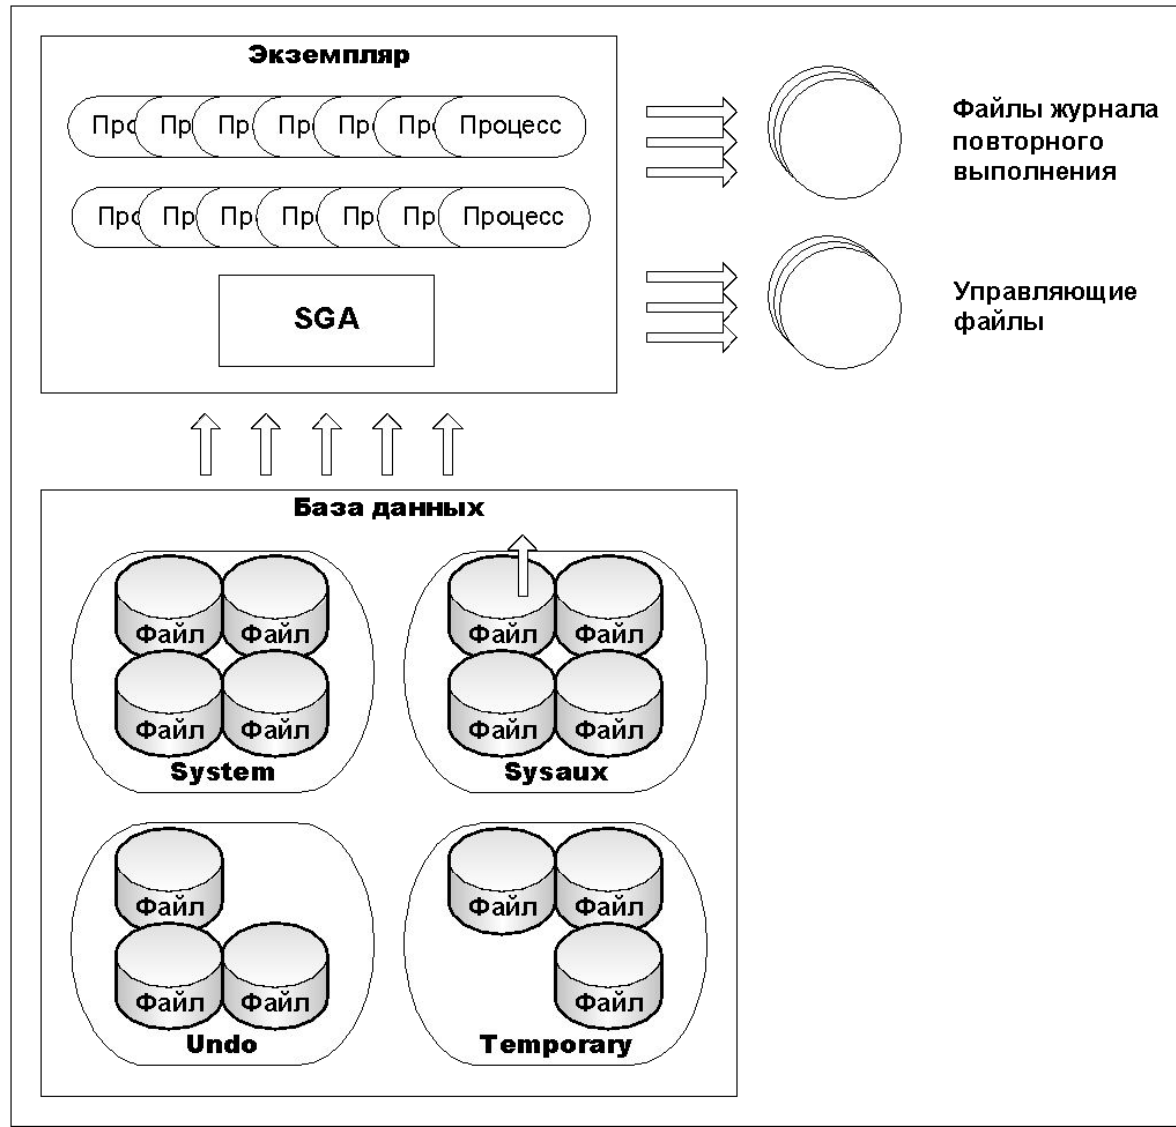 Экземпляр
Про Пр Пр Пр Пр Пр Процесс
Про Пр Пр Пр Пр Пр Процесс
SGA
Файлы журнала
повторного
выполнения
Управляющие
файлы
База данных
Файл Файл
Файл Файл
System
Файл Файл
Файл Файл
Sysaux
Файл
Файл Файл
Undo
Файл Файл
Файл
Temporary